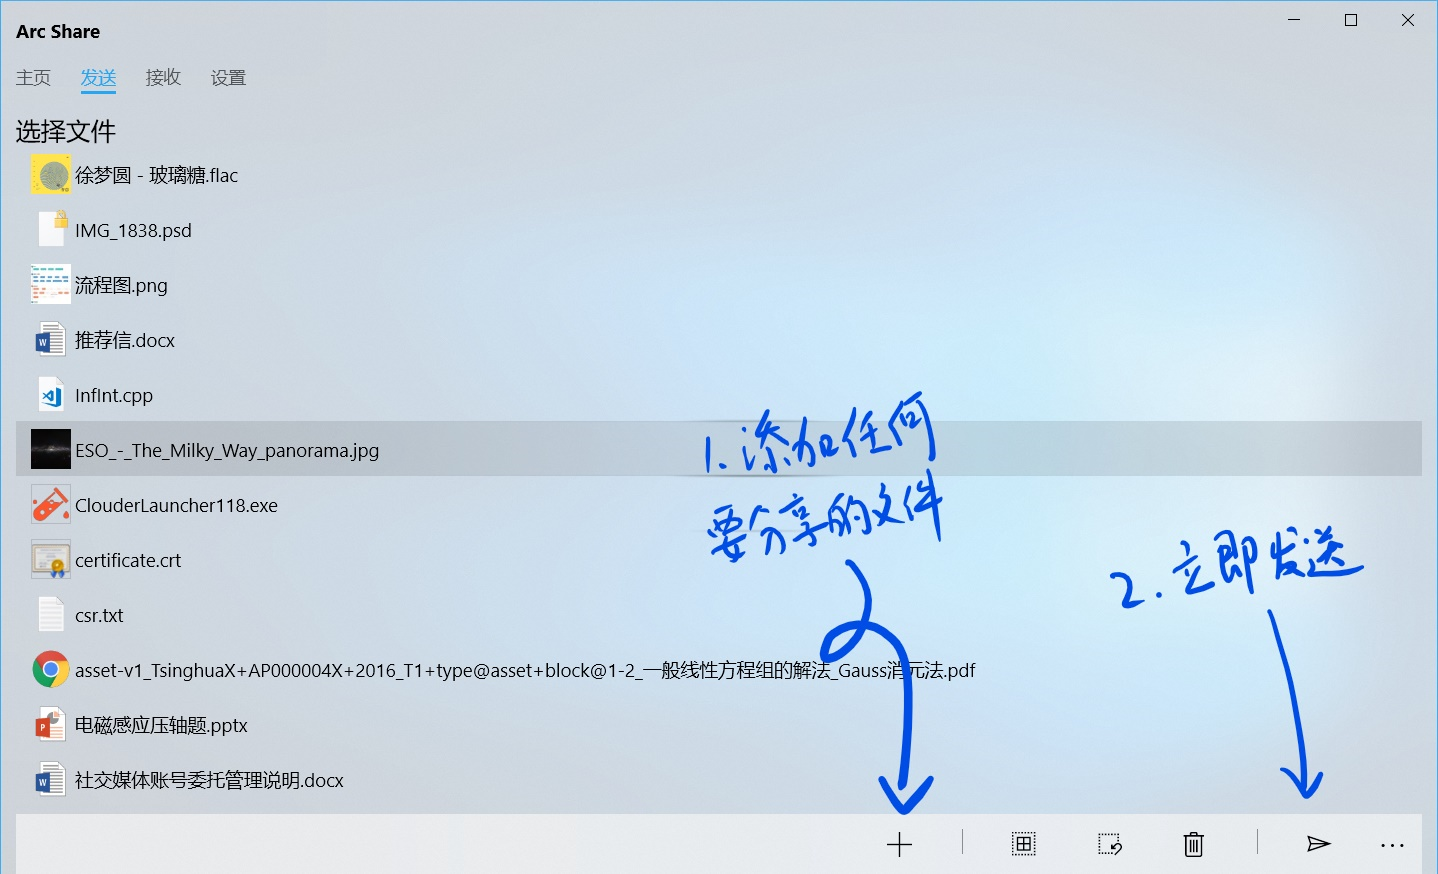 Arc Share
主页 发送 接收 设置
选择文件
徐梦圆 - 玻璃糖.flac
IMG_1838.psd
流程图.png
推荐信.docx
InfInt.cpp
ESO_-_The_Milky_Way_panorama.jpg
ClouderLauncher118.exe
certificate.crt
csr.txt
asset-v1_TsinghuaX+AP000004X+2016_T1+type@asset+block@1-2_一般线性方程组的解法_Gauss消元法.pdf
电磁感应压轴题.pptx
社交媒体账号委托管理说明.docx
1.添加任何
要分享的文件
2.立即发送